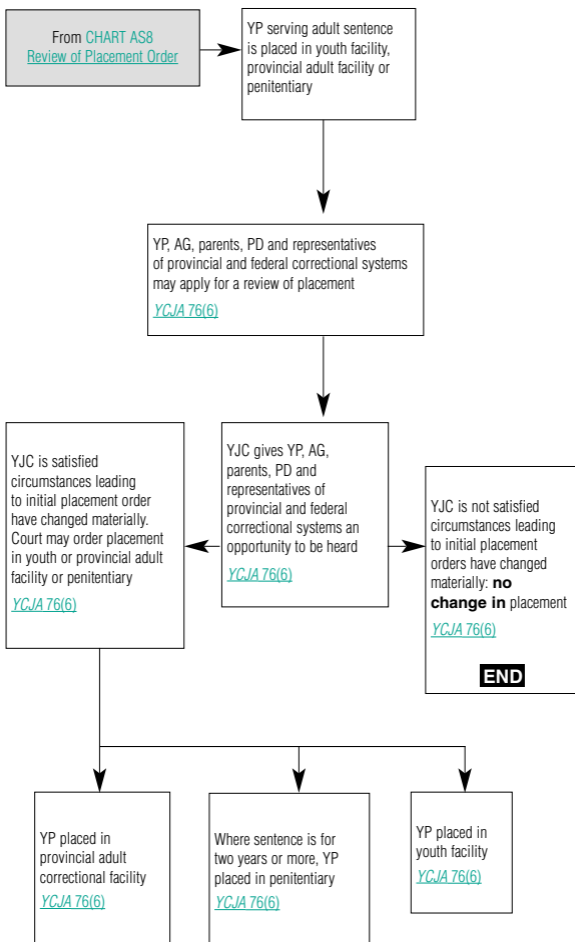 From CHART AS8
Review of Placement Order
YP serving adult sentence
is placed in youth facility,
provincial adult facility or
penitentiary
YP, AG, parents, PD and representatives
of provincial and federal correctional systems
may apply for a review of placement
YCJA 76(6)
YJC is satisfied
circumstances leading
to initial placement order
have changed materially.
Court may order placement
in youth or provincial adult
facility or penitentiary
YCJA 76(6)
YJC gives YP, AG,
parents, PD and
representatives of
provincial and federal
correctional systems an
opportunity to be heard
YCJA 76(6)
YJC is not satisfied
circumstances leading
to initial placement
orders have changed
materially: no
change in placement
YCJA 76(6)
END
YP placed in
provincial adult
correctional facility
YCJA 76(6)
Where sentence is for
two years or more, YP
placed in penitentiary
YCJA 76(6)
YP placed in
youth facility
YCJA 76(6)